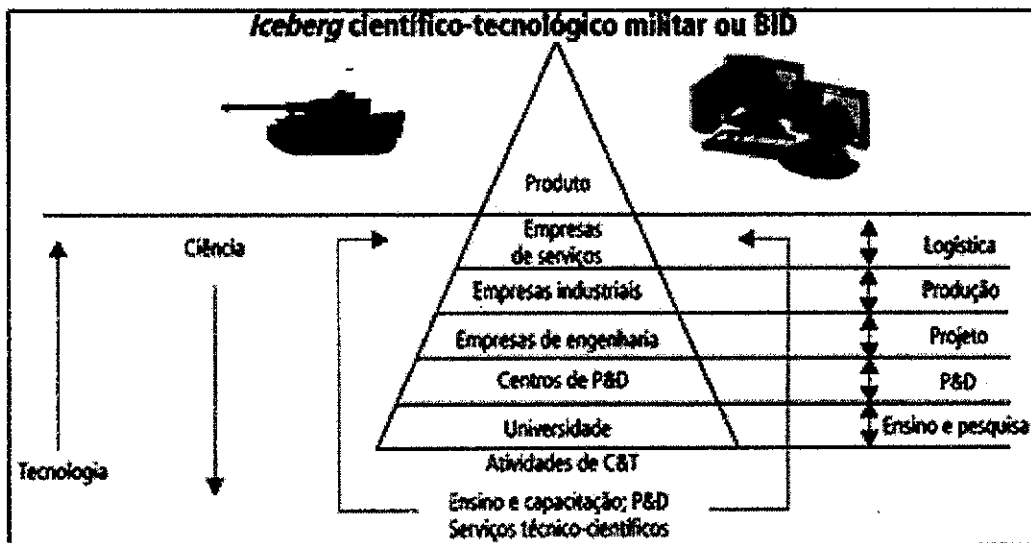 Iceberg científico-tecnológico militar ou BID
Produto
Ciência
Empresas
de serviços
Logística
Empresas industriais
Produção
Empresas de engenharia
Projeto
Centros de P&D
P&D
Universidade
Ensino e pesquisa
Tecnologia
Atividades de C&T
Ensino e capacitação; P&D
Serviços técnico-científicos